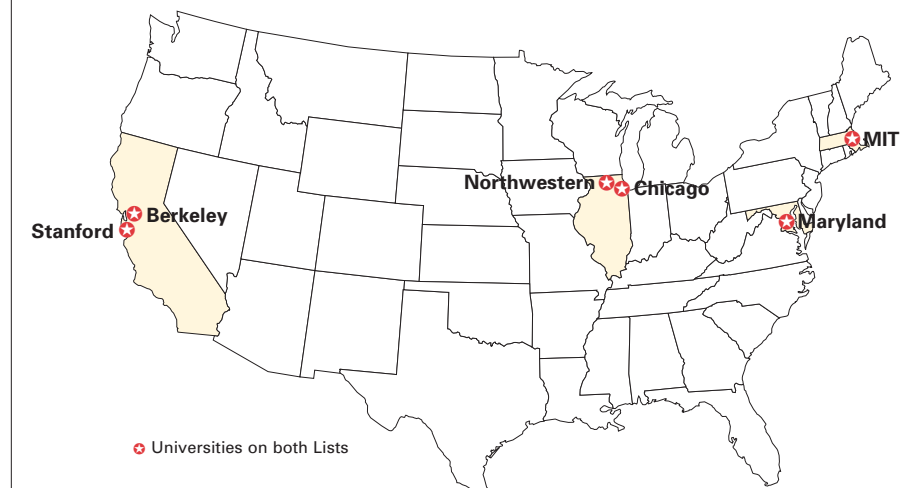 MIT
Northwestern
Chicago
Berkeley
Maryland
Stanford
Universities on both Lists